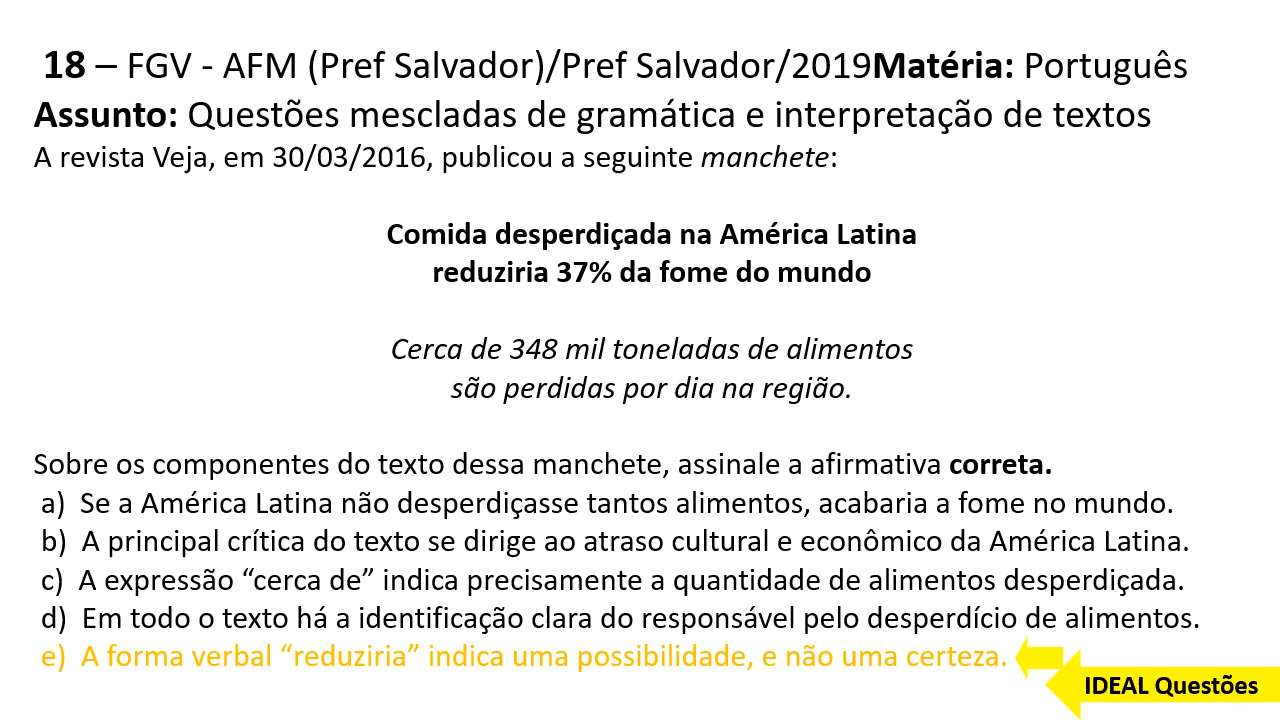 18 – FGV - AFM (Pref Salvador)/Pref Salvador/2019Matéria: Português
Assunto: Questões mescladas de gramática e interpretação de textos
A revista Veja, em 30/03/2016, publicou a seguinte manchete:
Comida desperdiçada na América Latina
reduziria 37% da fome do mundo
Cerca de 348 mil toneladas de alimentos
são perdidas por dia na região.
Sobre os componentes do texto dessa manchete, assinale a afirmativa correta.
a) Se a América Latina não desperdiçasse tantos alimentos, acabaria a fome no mundo.
b) A principal crítica do texto se dirige ao atraso cultural e econômico da América Latina.
c) A expressão “cerca de” indica precisamente a quantidade de alimentos desperdiçada.
d) Em todo o texto há a identificação clara do responsável pelo desperdício de alimentos.
e) A forma verbal “reduziria” indica uma possibilidade, e não uma certeza.
IDEAL Questões